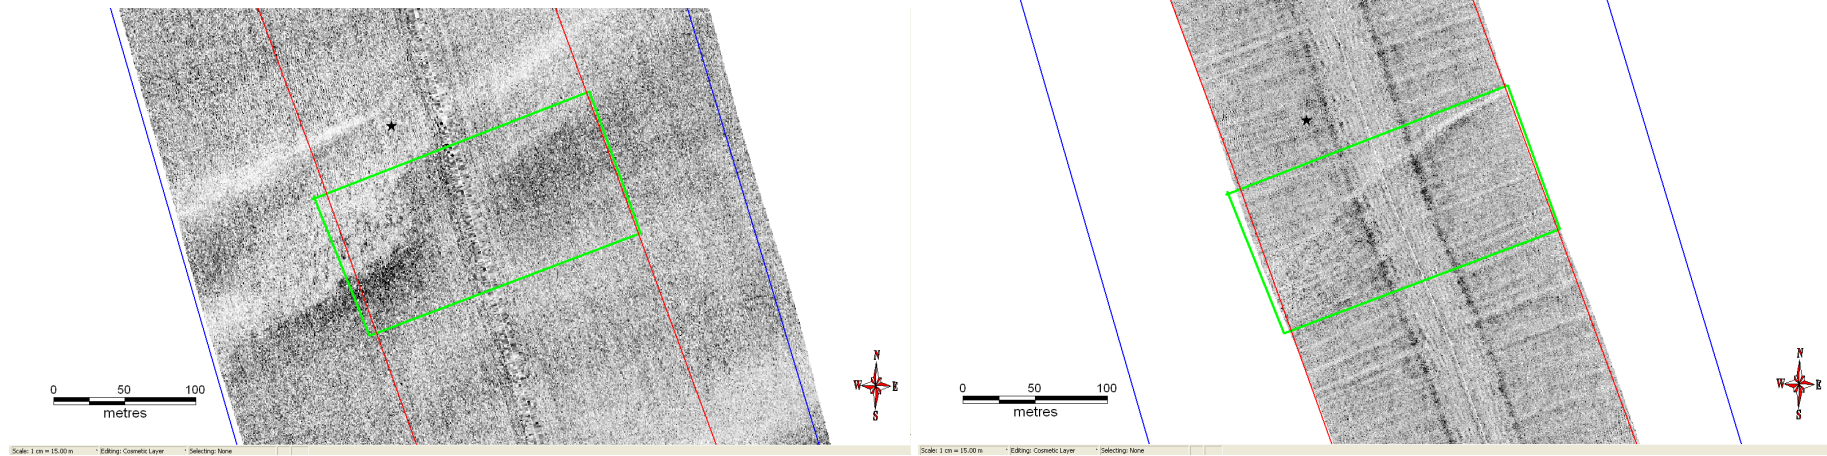 N
W E
S
0 50 100
metres
Scale: 1 cm = 15.00 m Editing: Cosmetic Layer Selecting: None
N
W E
S
0 50 100
metres
Scale: 1 cm = 15.00 m Editing: Cosmetic Layer Selecting: None